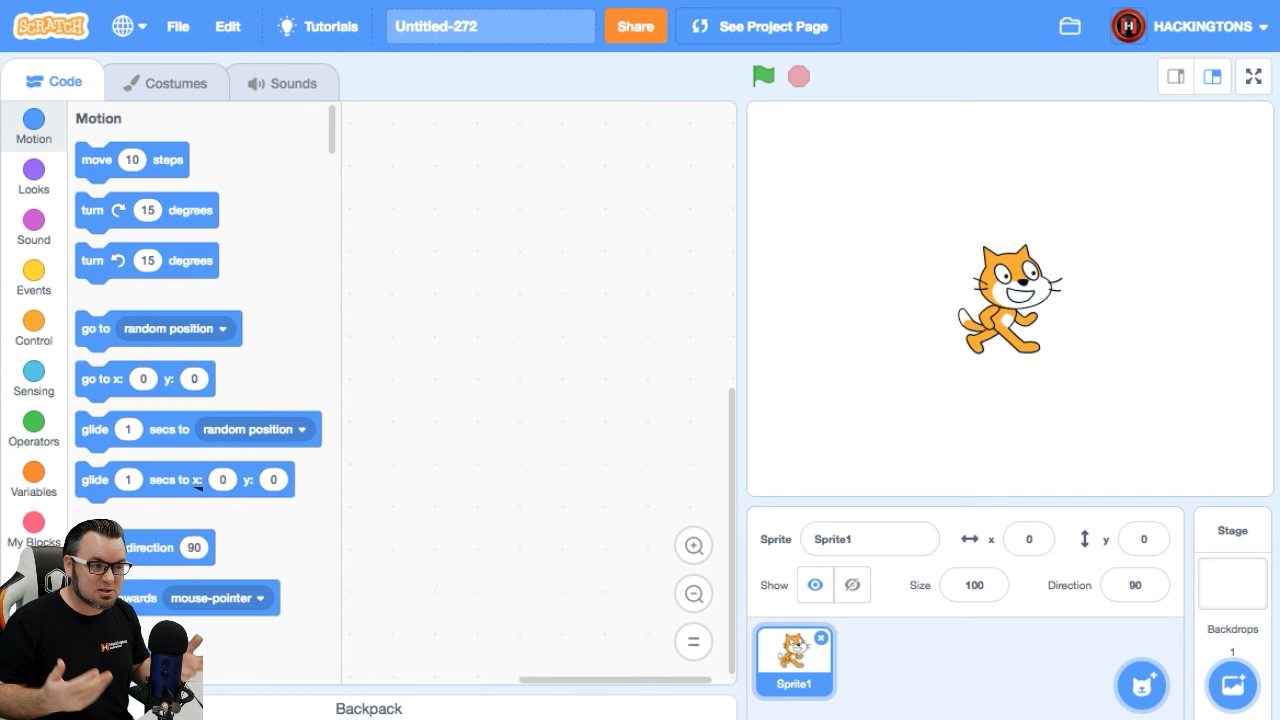 SCRATCH File Edit Tutorials Untitled-272 Share See Project Page HACKINGTONS
Code Costumes Sounds
Motion
Looks
Sound
Events
Control
Sensing
Operators
Variables
My Blocks
Motion
move 10 steps
turn 15 degrees
turn 15 degrees
go to random position
go to x: 0 y: 0
glide 1 secs to random position
glide 1 secs to x: 0 y: 0
direction 90
wards mouse-pointer
Backpack
Sprite Sprite1 x 0 y 0
Show Size 100 Direction 90
Sprite1
Stage
Backdrops
1